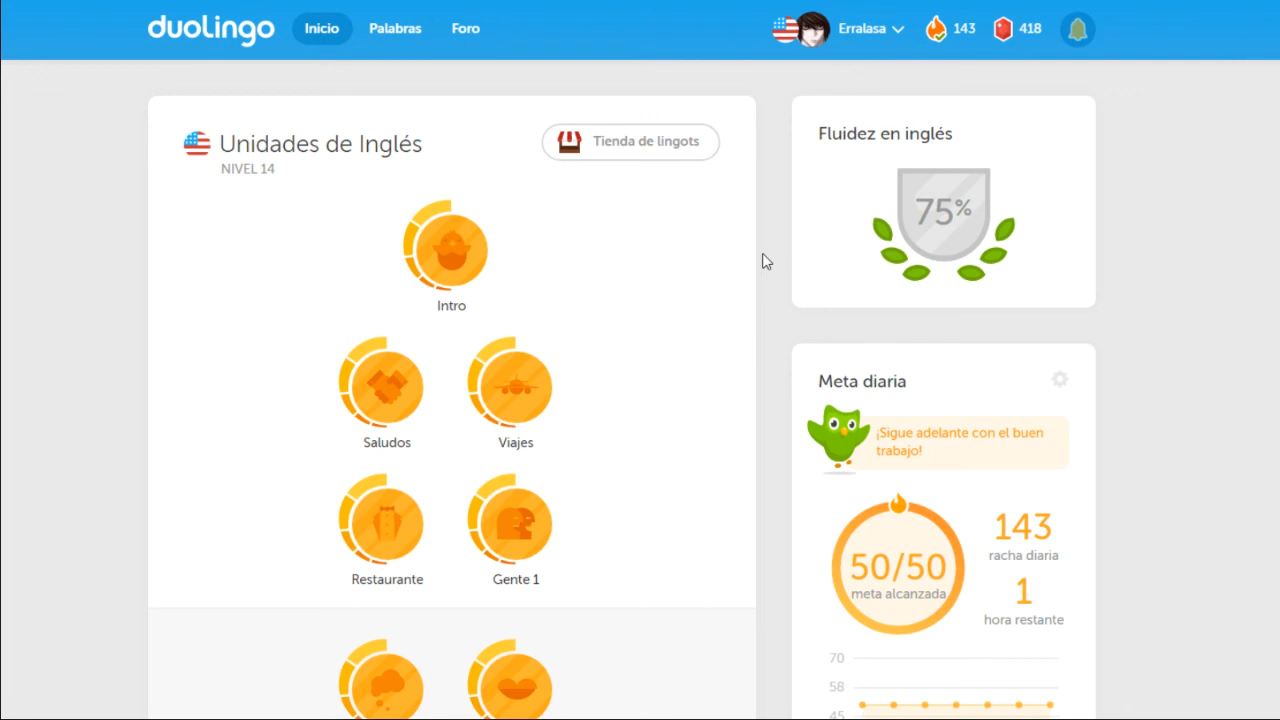 duolingo
Inicio
Palabras
Foro
Erralasa
143
418
Unidades de Inglés
NIVEL 14
Tienda de lingots
Intro
Saludos
Viajes
Restaurante
Gente 1
Fluidez en inglés
75%
Meta diaria
¡Sigue adelante con el buen
trabajo!
50/50
meta alcanzada
143
racha diaria
1
hora restante
70
58
45